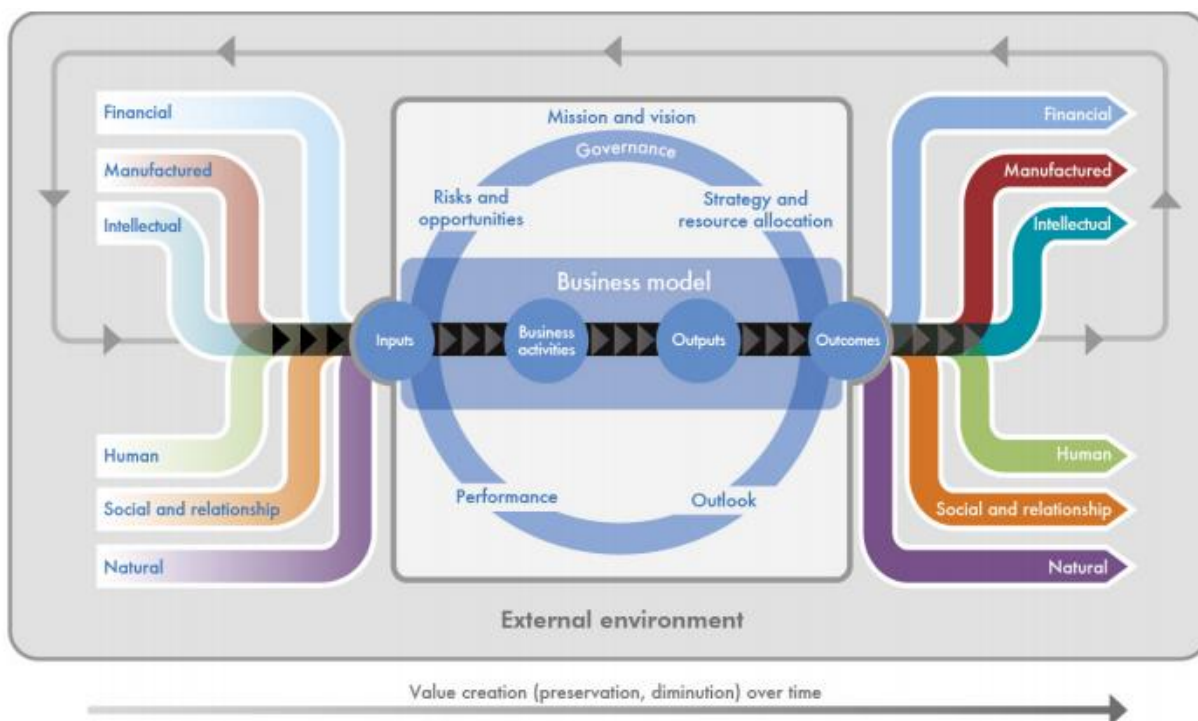 Financial
Manufactured
Intellectual
Human
Social and relationship
Natural
Mission and vision
Governance
Risks and
opportunities
Strategy and
resource allocation
Business model
Inputs
Business
activities
Outputs
Outcomes
Performance
Outlook
Financial
Manufactured
Intellectual
Human
Social and relationship
Natural
External environment
Value creation (preservation, diminution) over time